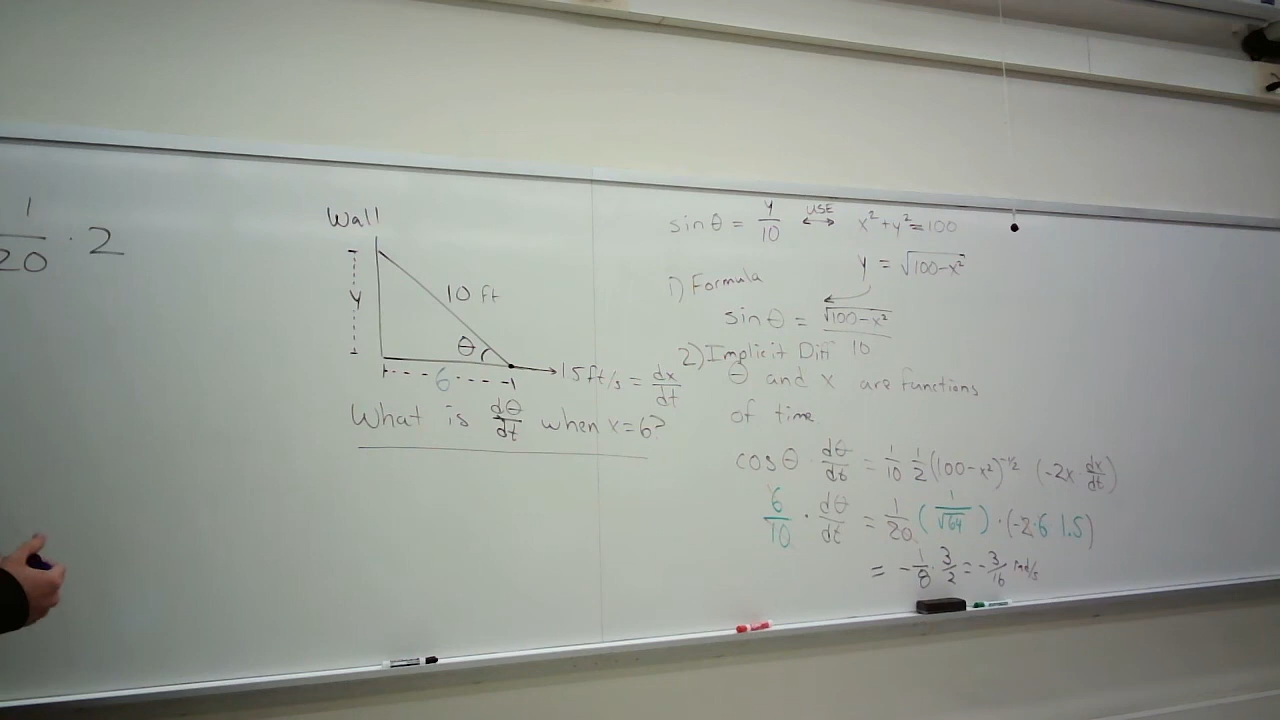 1/20 · 2
Wall
y
10 ft
θ
6
1.5 ft/s = dx/dt
What is dθ/dt when x=6?
sinθ = y/10 ←USE→ x²+y²=100
y = √100-x²
1) Formula
sinθ = √100-x²/10
2) Implicit Diff
θ and x are functions
of time
cosθ · dθ/dt = 1/10 1/2 (100-x²)^-1/2 (-2x dx/dt)
6/10 · dθ/dt = 1/20 (1/√64) · (-2·6 1.5)
= -1/8 · 3/2 = -3/16 rad/s